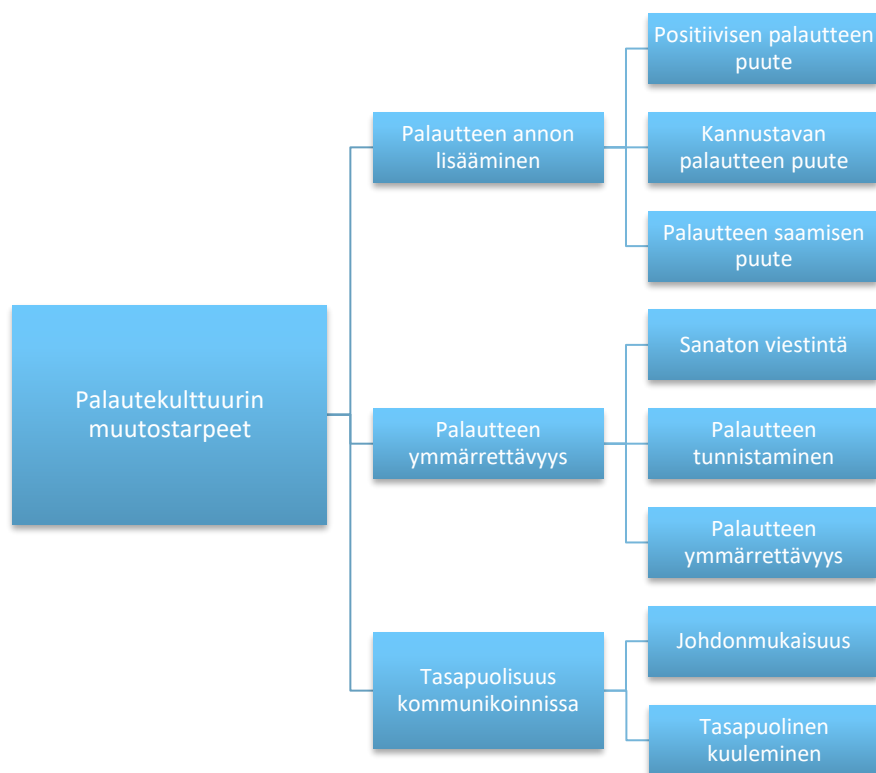 Palautekulttuurin
muutostarpeet
Palautteen annon
lisääminen
Positiivisen palautteen
puute
Kannustavan
palautteen puute
Palautteen saamisen
puute
Palautteen
ymmärrettävyys
Sanaton viestintä
Palautteen
tunnistaminen
Palautteen
ymmärrettävyys
Tasapuolisuus
kommunikoinnissa
Johdonmukaisuus
Tasapuolinen
kuuleminen